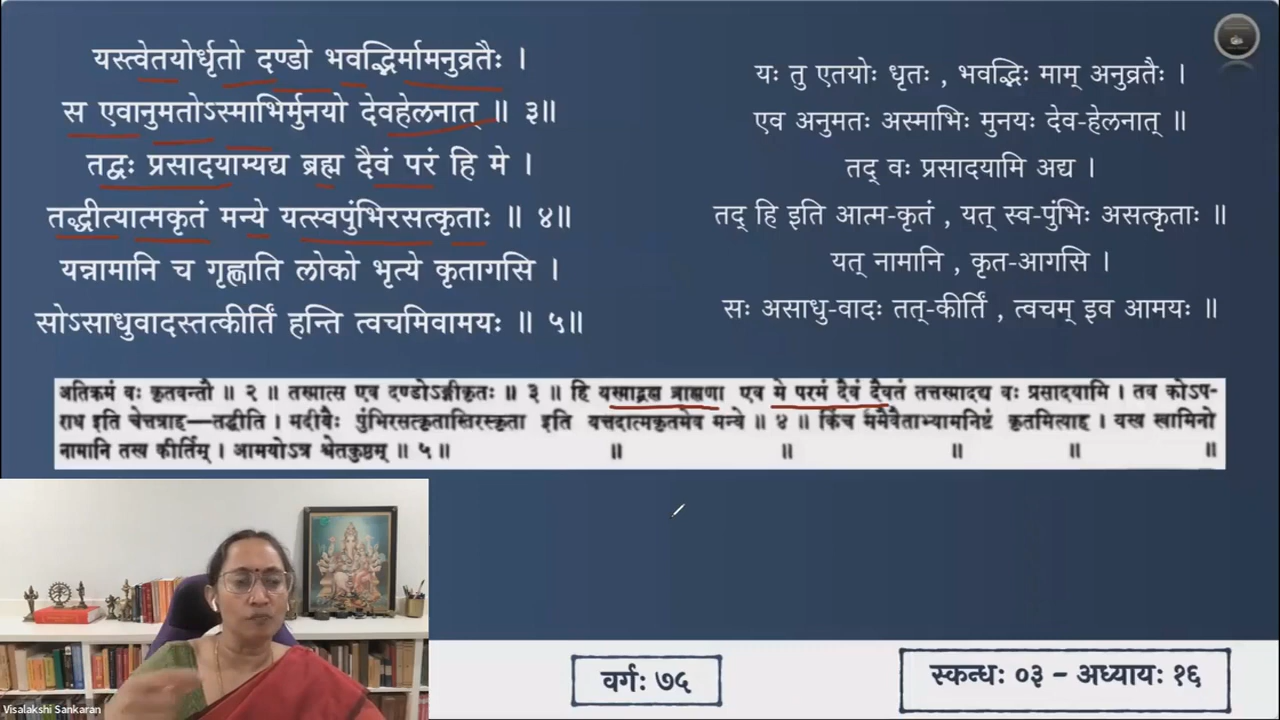 यस्त्वेतयोर्धृतो दण्डो भवद्भिर्मामनुव्रतैः ।
स एवानुमतोऽस्माभिर्मुनयो देवहेलनात् ॥ ३॥
तद्वः प्रसादयाम्यद्य ब्रह्म दैवं परं हि मे ।
तद्धीत्यात्मकृतं मन्ये यत्स्वपुंभिरसत्कृताः ॥ ४॥
यन्नामानि च गृह्णाति लोको भृत्ये कृतागसि ।
सोऽसाधुवादस्तत्कीर्तिं हन्ति त्वचमिवामयः ॥ ५॥
यः तु एतयोः धृतः , भवद्भिः माम् अनुव्रतैः ।
एव अनुमतः अस्माभिः मुनयः देव-हेलनात् ॥
तद् वः प्रसादयामि अद्य ।
तद् हि इति आत्म-कृतं , यत् स्व-पुंभिः असत्कृताः ॥
यत् नामानि , कृत-आगसि ।
सः असाधु-वादः तत्-कीर्तिं , त्वचम् इव आमयः ॥
अतिक्रमं वः कृतवन्तौ ॥ २ ॥ तस्मात्स एव दण्डोऽङ्गीकृतः ॥ ३ ॥ हि यस्माद्ब्रह्म ब्राह्मणा एव मे परमं दैवं दैवतं तत्तस्मादद्य वः प्रसादयामि । तव कोऽप-
राध इति चेत्तत्राह—तद्धीति । मदीयैः पुंभिरसत्कृतास्तिरस्कृता इति यत्तदात्मकृतमेव मन्ये ॥ ४ ॥ किंच ममैवैताभ्यामनिष्टं कृतमित्याह । यस्य स्वामिनो
नामानि तस्य कीर्तिम् । आमयोऽत्र श्वेतकुष्ठम् ॥ ५ ॥ ॥ ॥ ॥ ॥ ॥
Visalakshi Sankaran
वर्गः ७५
स्कन्धः ०३ – अध्यायः १६